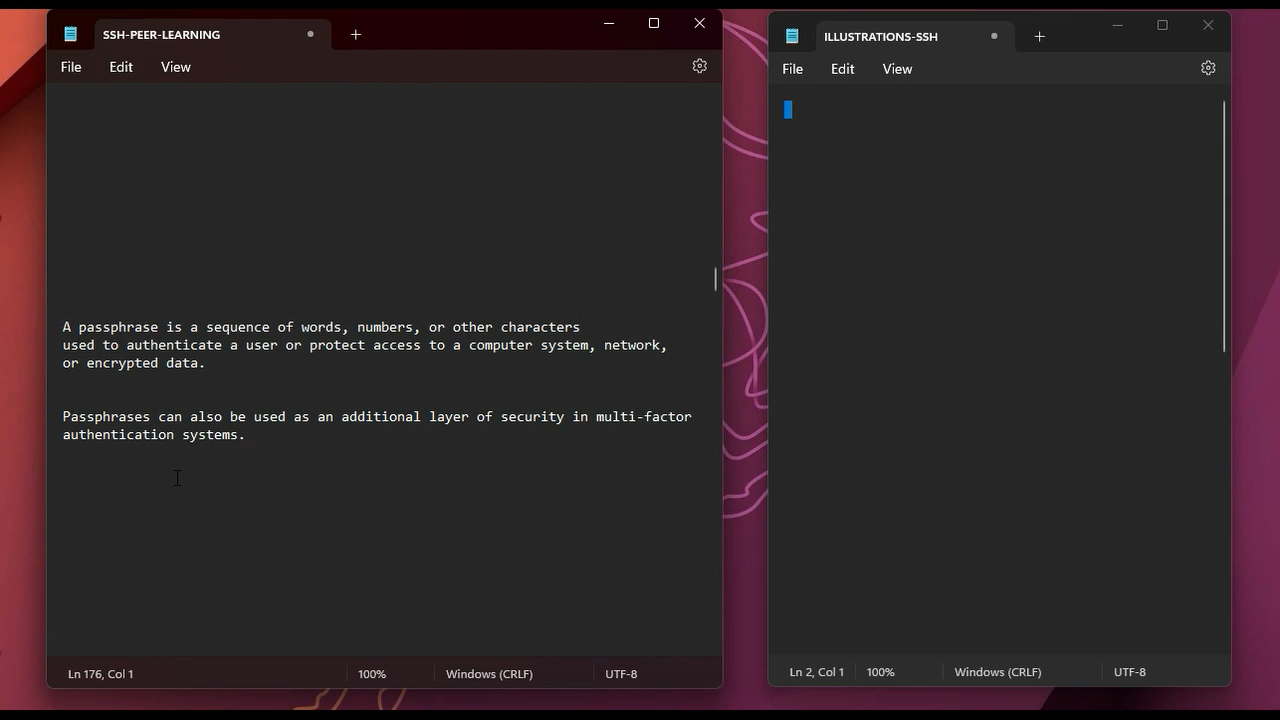 SSH-PEER-LEARNING
File Edit View
A passphrase is a sequence of words, numbers, or other characters
used to authenticate a user or protect access to a computer system, network,
or encrypted data.
Passphrases can also be used as an additional layer of security in multi-factor
authentication systems.
Ln 176, Col 1 100% Windows (CRLF) UTF-8
ILLUSTRATIONS-SSH
File Edit View
Ln 2, Col 1 100% Windows (CRLF) UTF-8